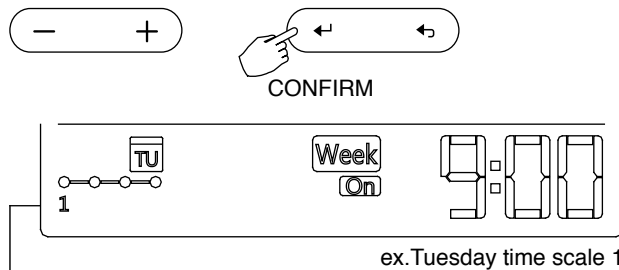 − +
CONFIRM
TU Week 9:00
On
1
ex.Tuesday time scale 1